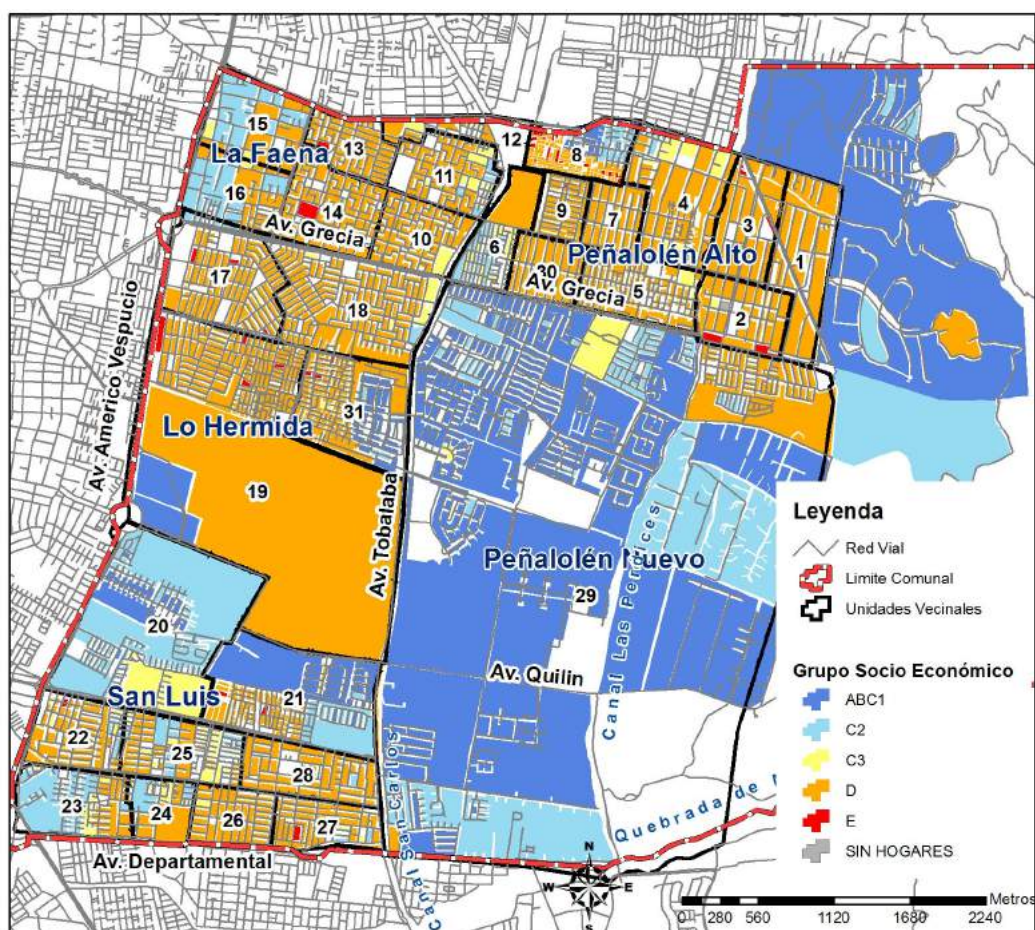 12
8
15
La Faena
13
11
4
16
14
9
7
3
Av. Grecia
10
6
Peñalolén Alto
1
17
30
Av. Grecia
5
18
2
Av. Americo Vespucio
31
Lo Hermida
19
Av. Tobalaba
Peñalolén Nuevo
Canal Las Perdices
29
20
Av. Quilin
San Luis
21
22
25
28
Canal San Carlos
23
24
26
27
Quebrada de
Av. Departamental
Leyenda
Red Vial
Limite Comunal
Unidades Vecinales
Grupo Socio Económico
ABC1
C2
C3
D
E
SIN HOGARES
N
W E
S
Metros
0 280 560 1120 1680 2240